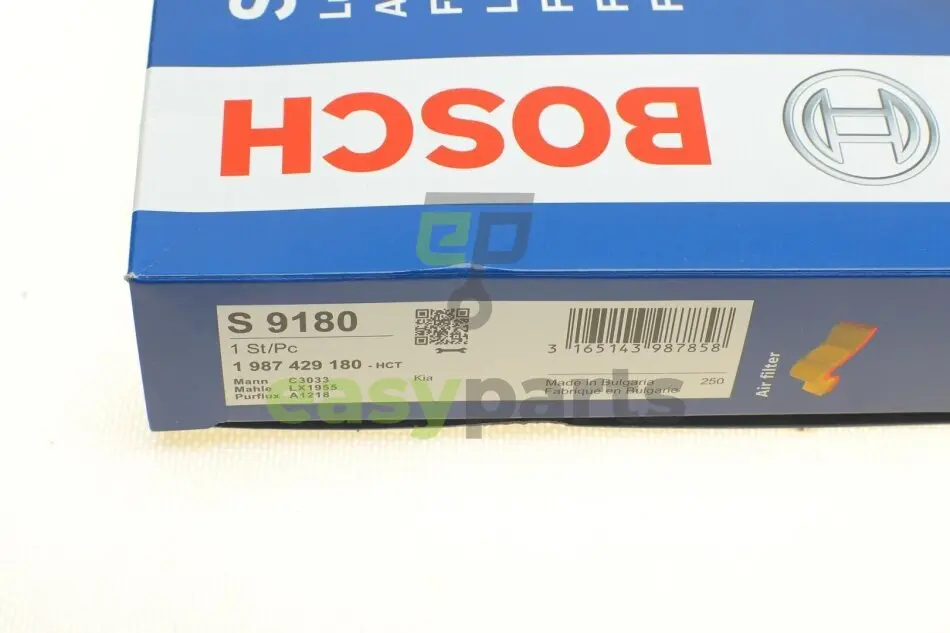 S
L
A
F
L
F
F
F
BOSCH
S 9180
1 St/Pc
1 987 429 180 - HCT
Mann C3033
Mahle LX1955
Purflux A1218
Kia
3 165143 987858
Made in Bulgaria
Fabriqué en Bulgarie
250
Air filter
easyparts